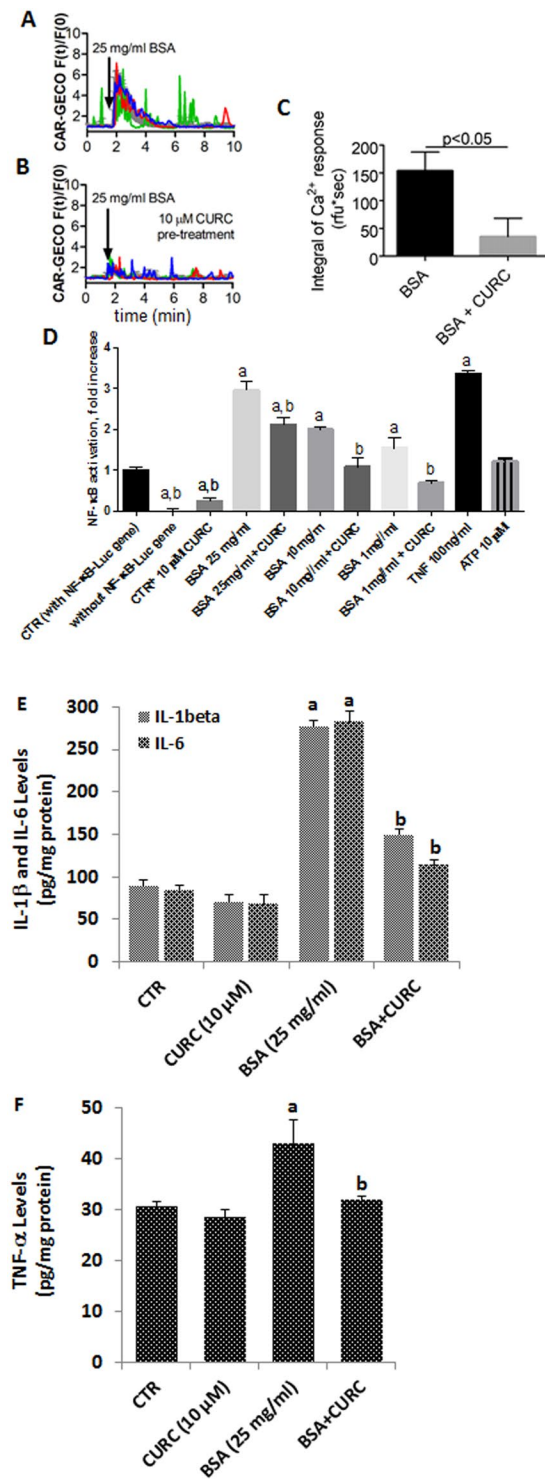 A
CAR-GECO F(t)/F(0)
10
8
6
4
2
25 mg/ml BSA
0 2 4 6 8 10
B
CAR-GECO F(t)/F(0)
10
8
6
4
2
25 mg/ml BSA
10 µM CURC
pre-treatment
0 2 4 6 8 10
time (min)
C
Integral of Ca2+ response
(rfu*sec)
200
150
100
50
0
p<0.05
BSA
BSA + CURC
D
NF-κB activation, fold increase
4
3
2
1
0
a,b
a,b
a
a,b
a
b
a
b
a
CTR (with NF-κB-Luc gene)
without NF-κB-Luc gene
CTR+ 10 µM CURC
BSA 25 mg/ml
BSA 25mg/ml+CURC
BSA 10mg/m
BSA 10mg/ml + CURC
BSA 1mg/ml
BSA 1mg/ml + CURC
TNF 100ng/ml
ATP 10 µM
E
IL-1β and IL-6 Levels
(pg/mg protein)
300
250
200
150
100
50
0
IL-1beta
IL-6
a
a
b
b
CTR
CURC (10 µM)
BSA (25 mg/ml)
BSA+CURC
F
TNF-α Levels
(pg/mg protein)
50
40
30
20
10
0
a
b
CTR
CURC (10 µM)
BSA (25 mg/ml)
BSA+CURC